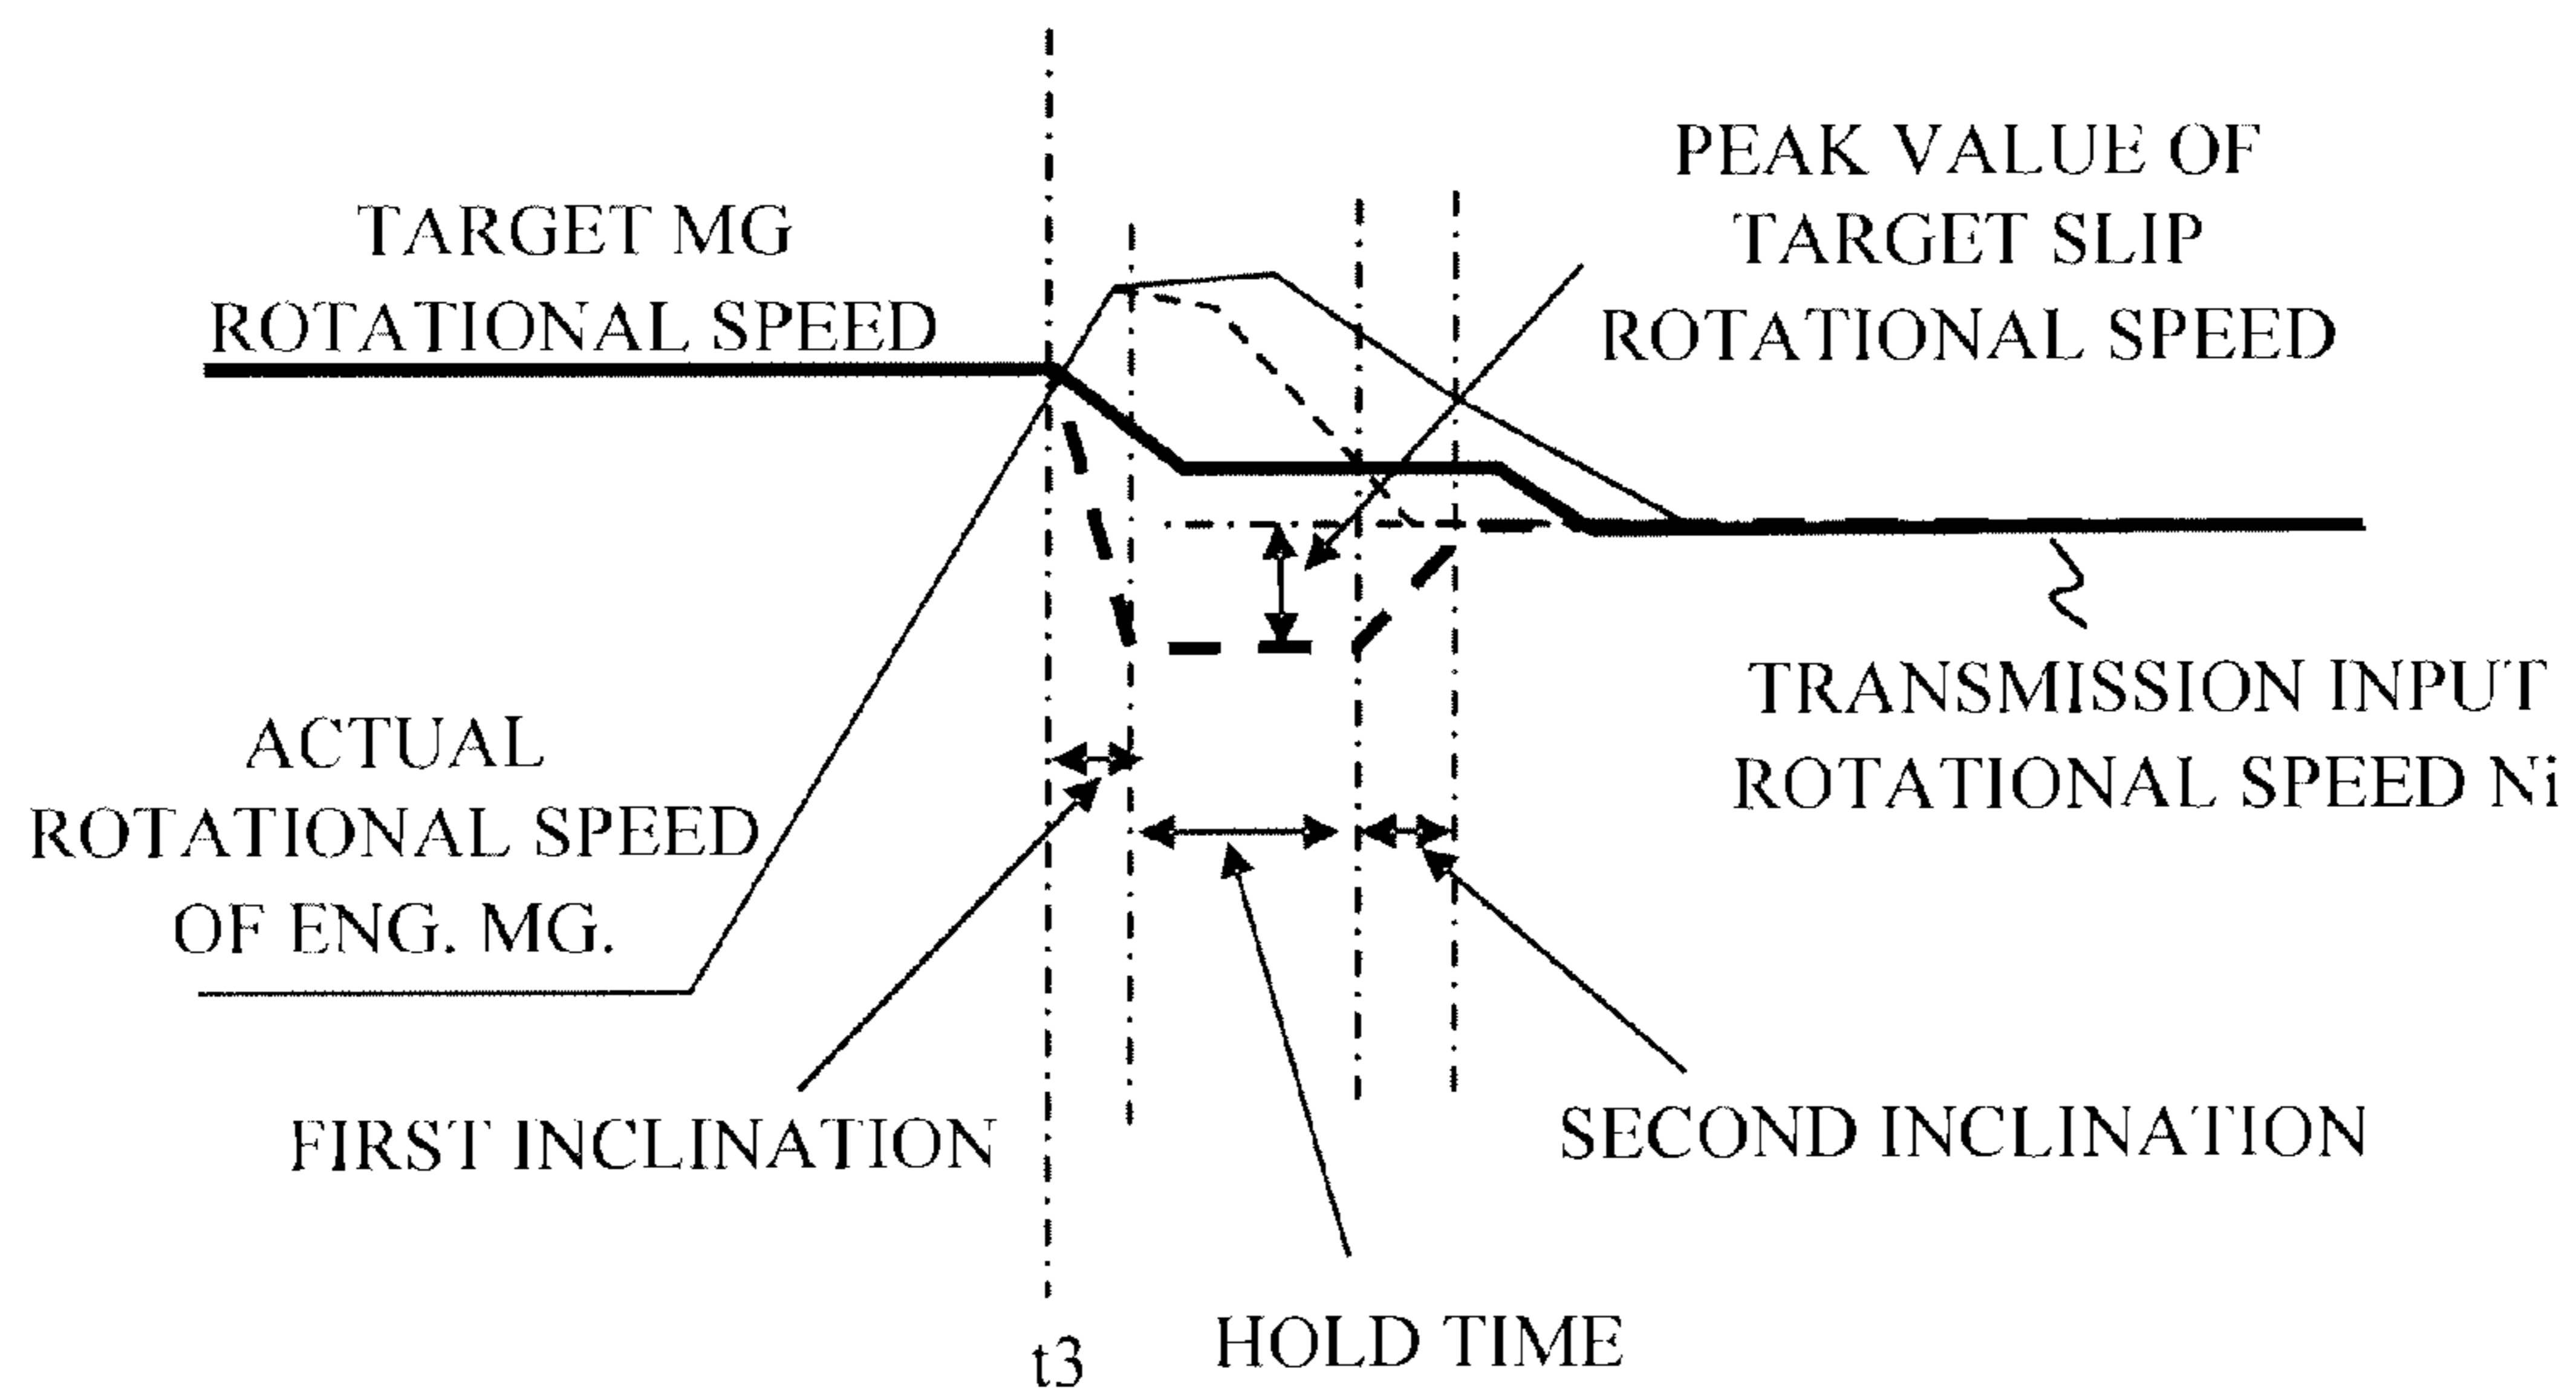 PEAK VALUE OF
TARGET SLIP
ROTATIONAL SPEED
TARGET MG
ROTATIONAL SPEED
ACTUAL
ROTATIONAL SPEED
OF ENG. MG.
TRANSMISSION INPUT
ROTATIONAL SPEED Ni
FIRST INCLINATION
SECOND INCLINATION
HOLD TIME
t3